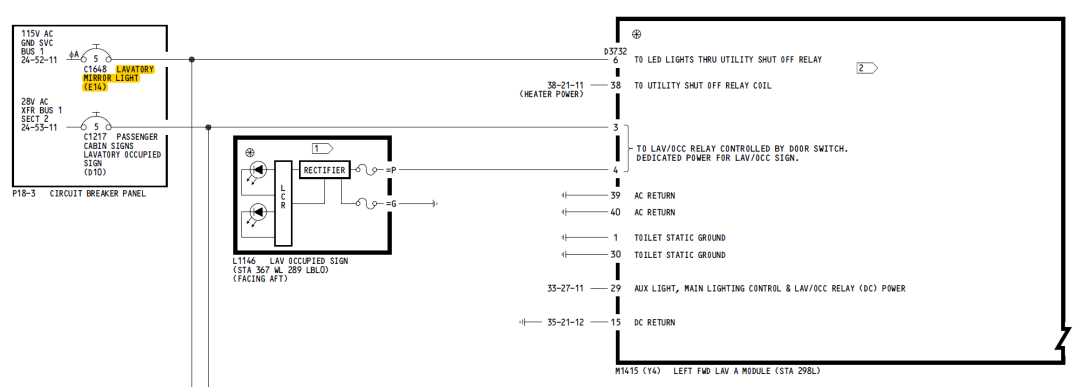 115V AC
GND SVC
BUS 1
24-52-11
ϕA
5
C1648 LAVATORY
MIRROR LIGHT
(E14)
28V AC
XFR BUS 1
SECT 2
24-53-11
5
C1217 PASSENGER
CABIN SIGNS
LAVATORY OCCUPIED
SIGN
(D10)
P18-3 CIRCUIT BREAKER PANEL
1
RECTIFIER
LCR
=P
=G
L1146 LAV OCCUPIED SIGN
(STA 367 WL 289 LBL0)
(FACING AFT)
D3732
6 TO LED LIGHTS THRU UTILITY SHUT OFF RELAY
2
38-21-11 38 TO UTILITY SHUT OFF RELAY COIL
(HEATER POWER)
3
TO LAV/OCC RELAY CONTROLLED BY DOOR SWITCH.
DEDICATED POWER FOR LAV/OCC SIGN.
4
39 AC RETURN
40 AC RETURN
1 TOILET STATIC GROUND
30 TOILET STATIC GROUND
33-27-11 29 AUX LIGHT, MAIN LIGHTING CONTROL & LAV/OCC RELAY (DC) POWER
35-21-12 15 DC RETURN
M1415 (Y4) LEFT FWD LAV A MODULE (STA 298L)